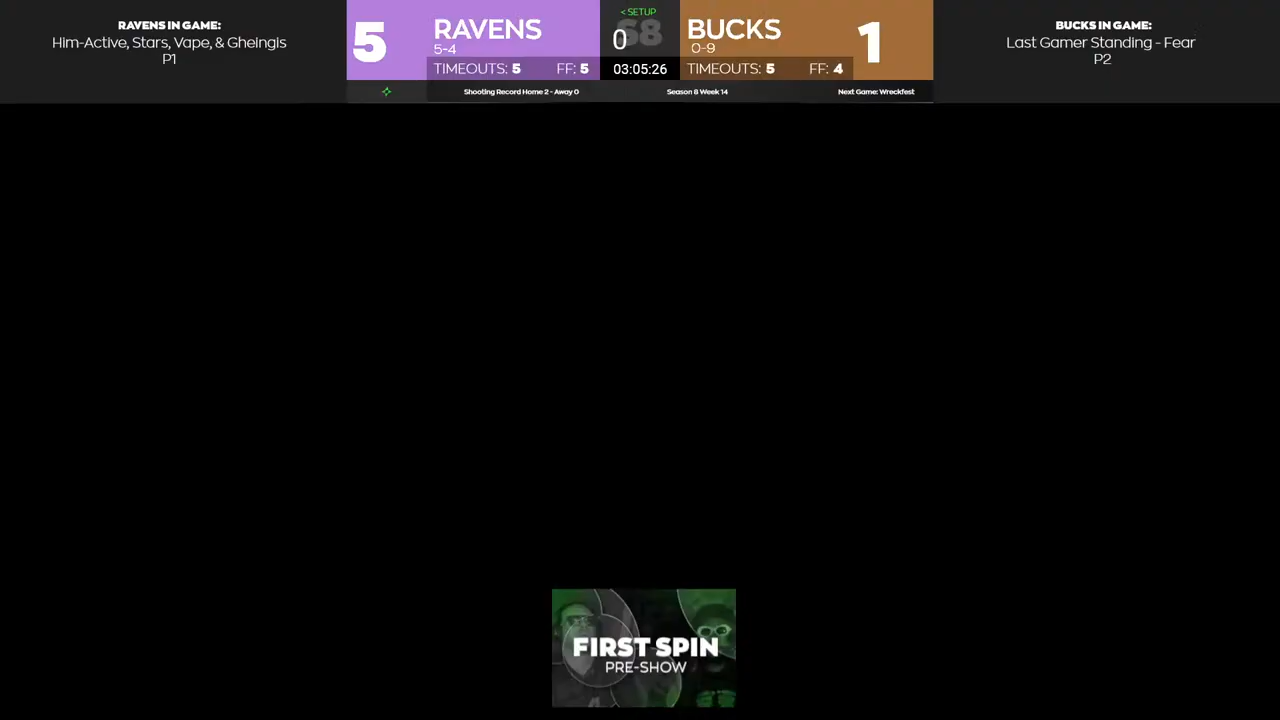 RAVENS IN GAME:
Him-Active, Stars, Vape, & Gheingis
P1
5
RAVENS
5-4
TIMEOUTS: 5 FF: 5
< SETUP
S8
0
03:05:26
BUCKS
0-9
TIMEOUTS: 5 FF: 4
1
BUCKS IN GAME:
Last Gamer Standing - Fear
P2
Shooting Record Home 2 - Away 0
Season 8 Week 14
Next Game: Wreckfest
FIRST SPIN
PRE-SHOW